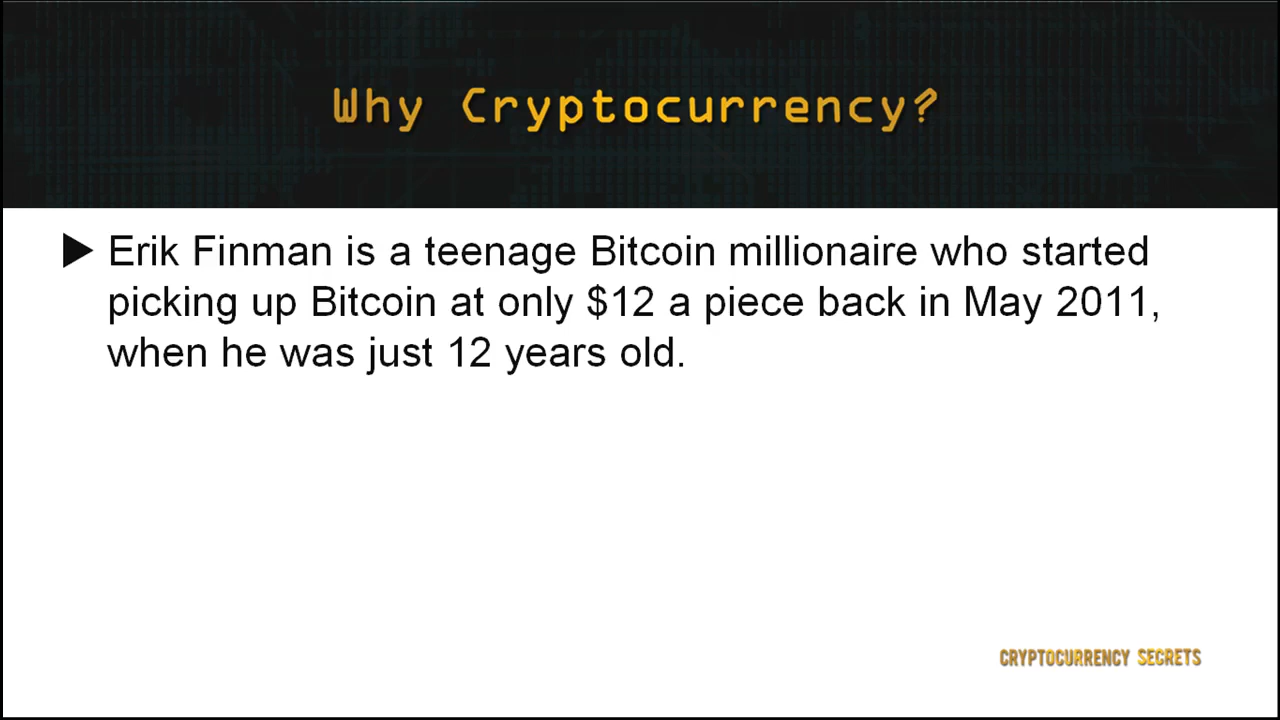 Why Cryptocurrency?
Erik Finman is a teenage Bitcoin millionaire who started
picking up Bitcoin at only $12 a piece back in May 2011,
when he was just 12 years old.
CRYPTOCURRENCY SECRETS